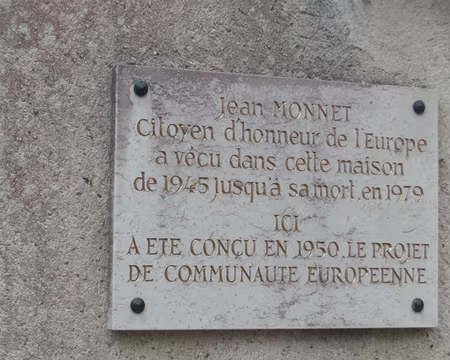 Jean MONNET
Citoyen d'honneur de l'Europe
a vécu dans cette maison
de 1945 jusqu'à sa mort.en 1979
ICI
A ETE CONÇU EN 1950.LE PROJET
DE COMMUNAUTE EUROPEENNE